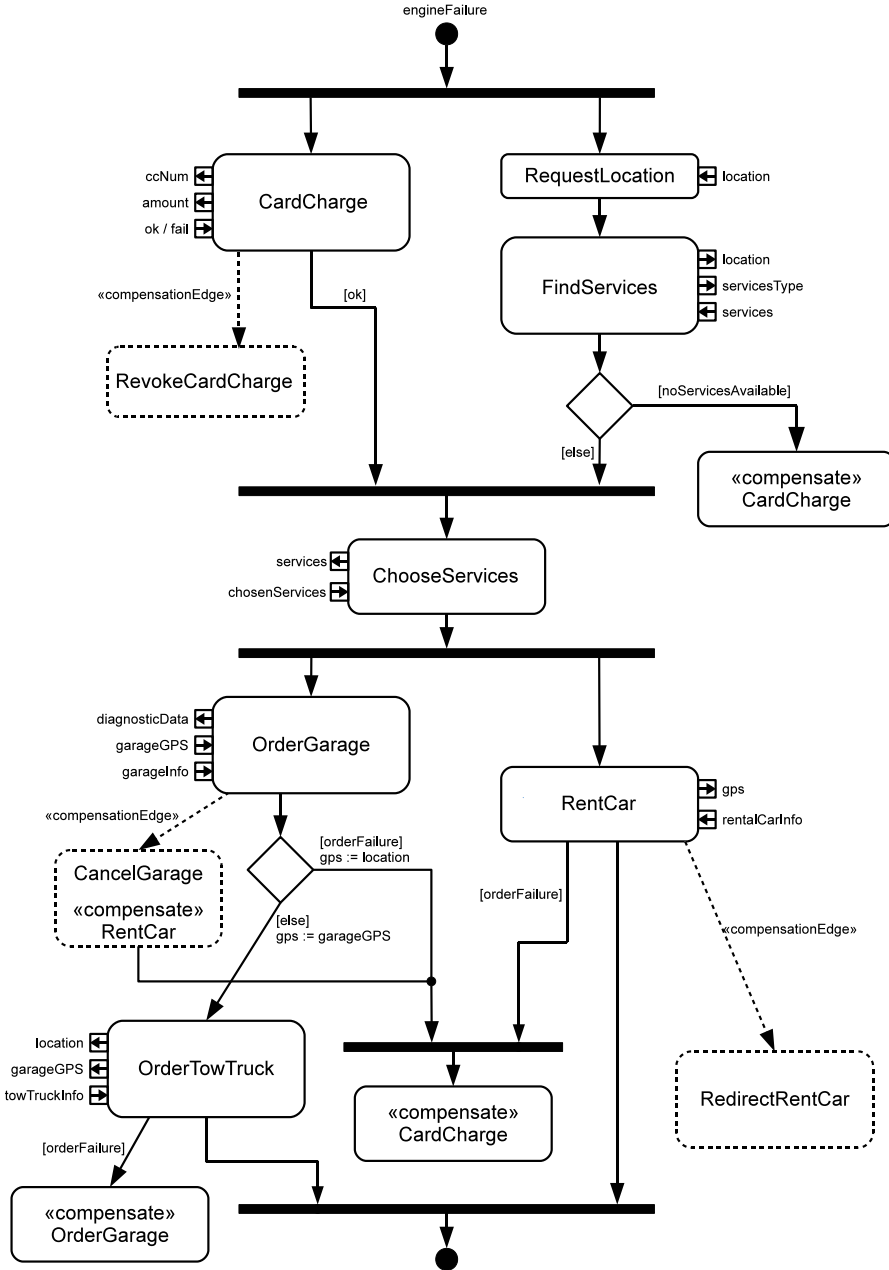 engineFailure
ccNum
amount
ok / fail
CardCharge
RequestLocation
location
FindServices
location
servicesType
services
«compensationEdge»
[ok]
RevokeCardCharge
[noServicesAvailable]
[else]
«compensate»
CardCharge
services
chosenServices
ChooseServices
diagnosticData
garageGPS
garageInfo
OrderGarage
RentCar
gps
rentalCarInfo
«compensationEdge»
[orderFailure]
gps := location
CancelGarage
«compensate»
RentCar
[else]
gps := garageGPS
[orderFailure]
«compensationEdge»
location
garageGPS
towTruckInfo
OrderTowTruck
«compensate»
CardCharge
RedirectRentCar
[orderFailure]
«compensate»
OrderGarage